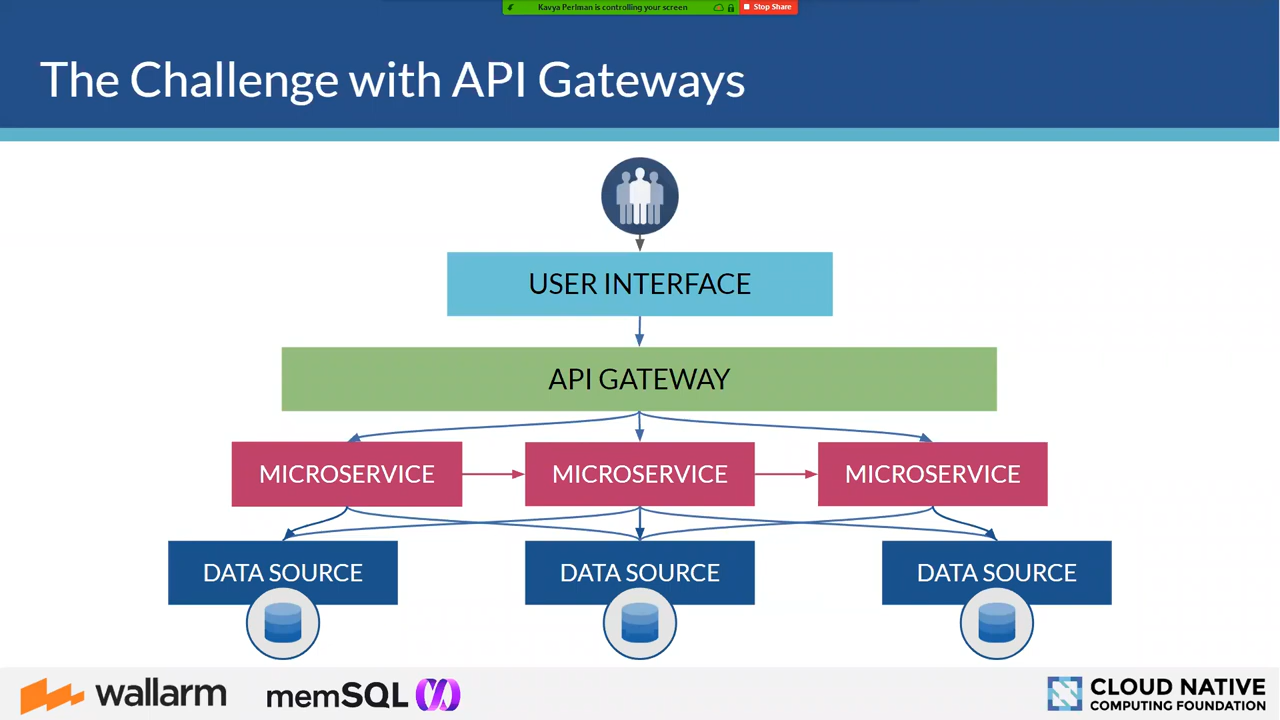 Kavya Perlman is controlling your screen Stop Share
The Challenge with API Gateways
USER INTERFACE
API GATEWAY
MICROSERVICE MICROSERVICE MICROSERVICE
DATA SOURCE DATA SOURCE DATA SOURCE
wallarm memSQL CLOUD NATIVE
COMPUTING FOUNDATION